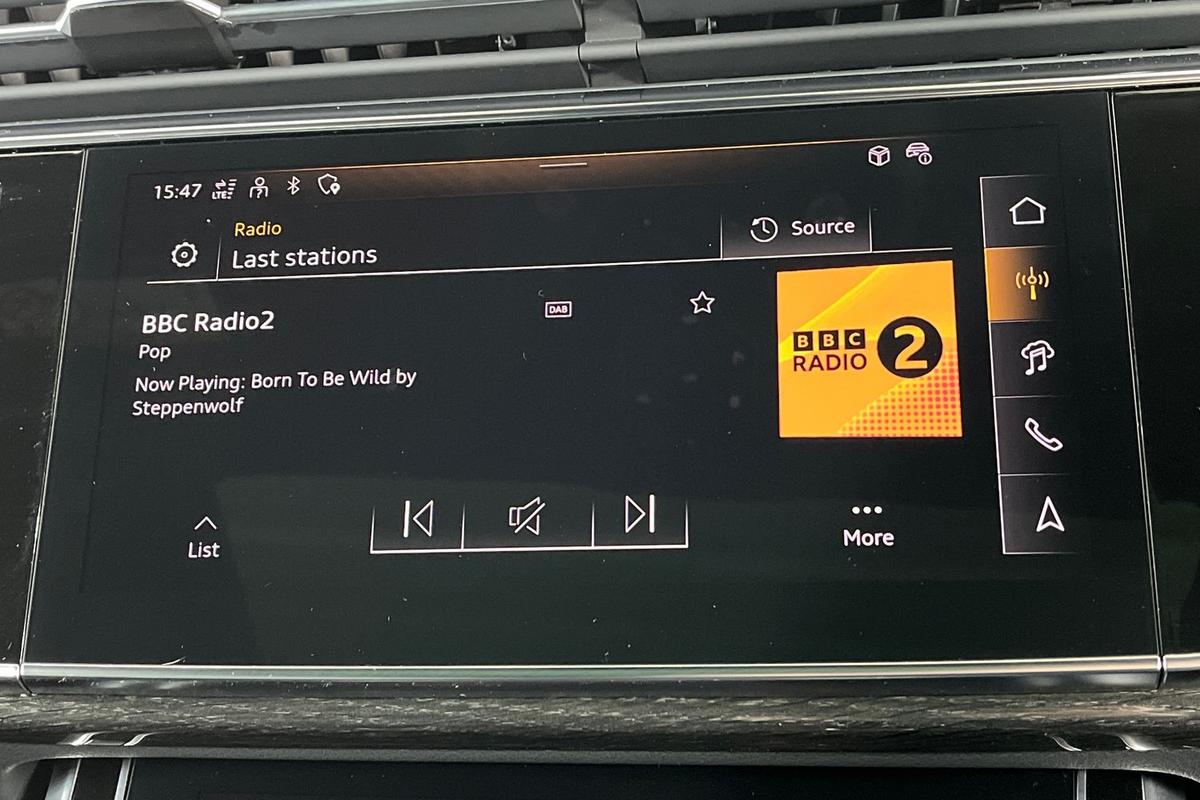 15:47 LTE
Radio
Last stations
Source
BBC Radio2
DAB
Pop
Now Playing: Born To Be Wild by
Steppenwolf
BBC
RADIO 2
List
More